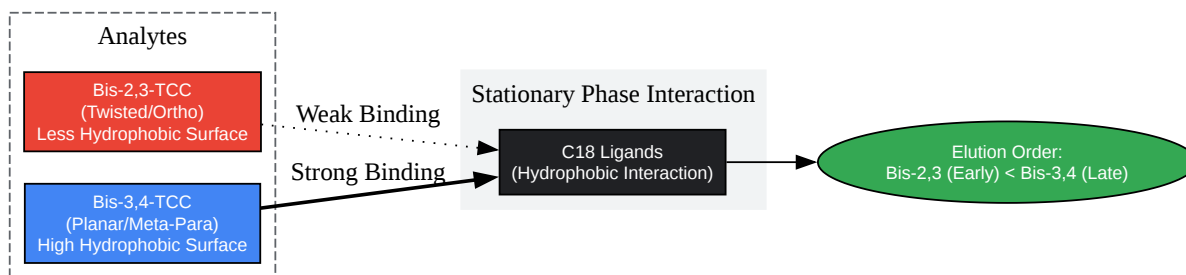 Analytes
Bis-2,3-TCC
(Twisted/Ortho)
Less Hydrophobic Surface
Bis-3,4-TCC
(Planar/Meta-Para)
High Hydrophobic Surface
Weak Binding
Strong Binding
Stationary Phase Interaction
C18 Ligands
(Hydrophobic Interaction)
Elution Order:
Bis-2,3 (Early) < Bis-3,4 (Late)